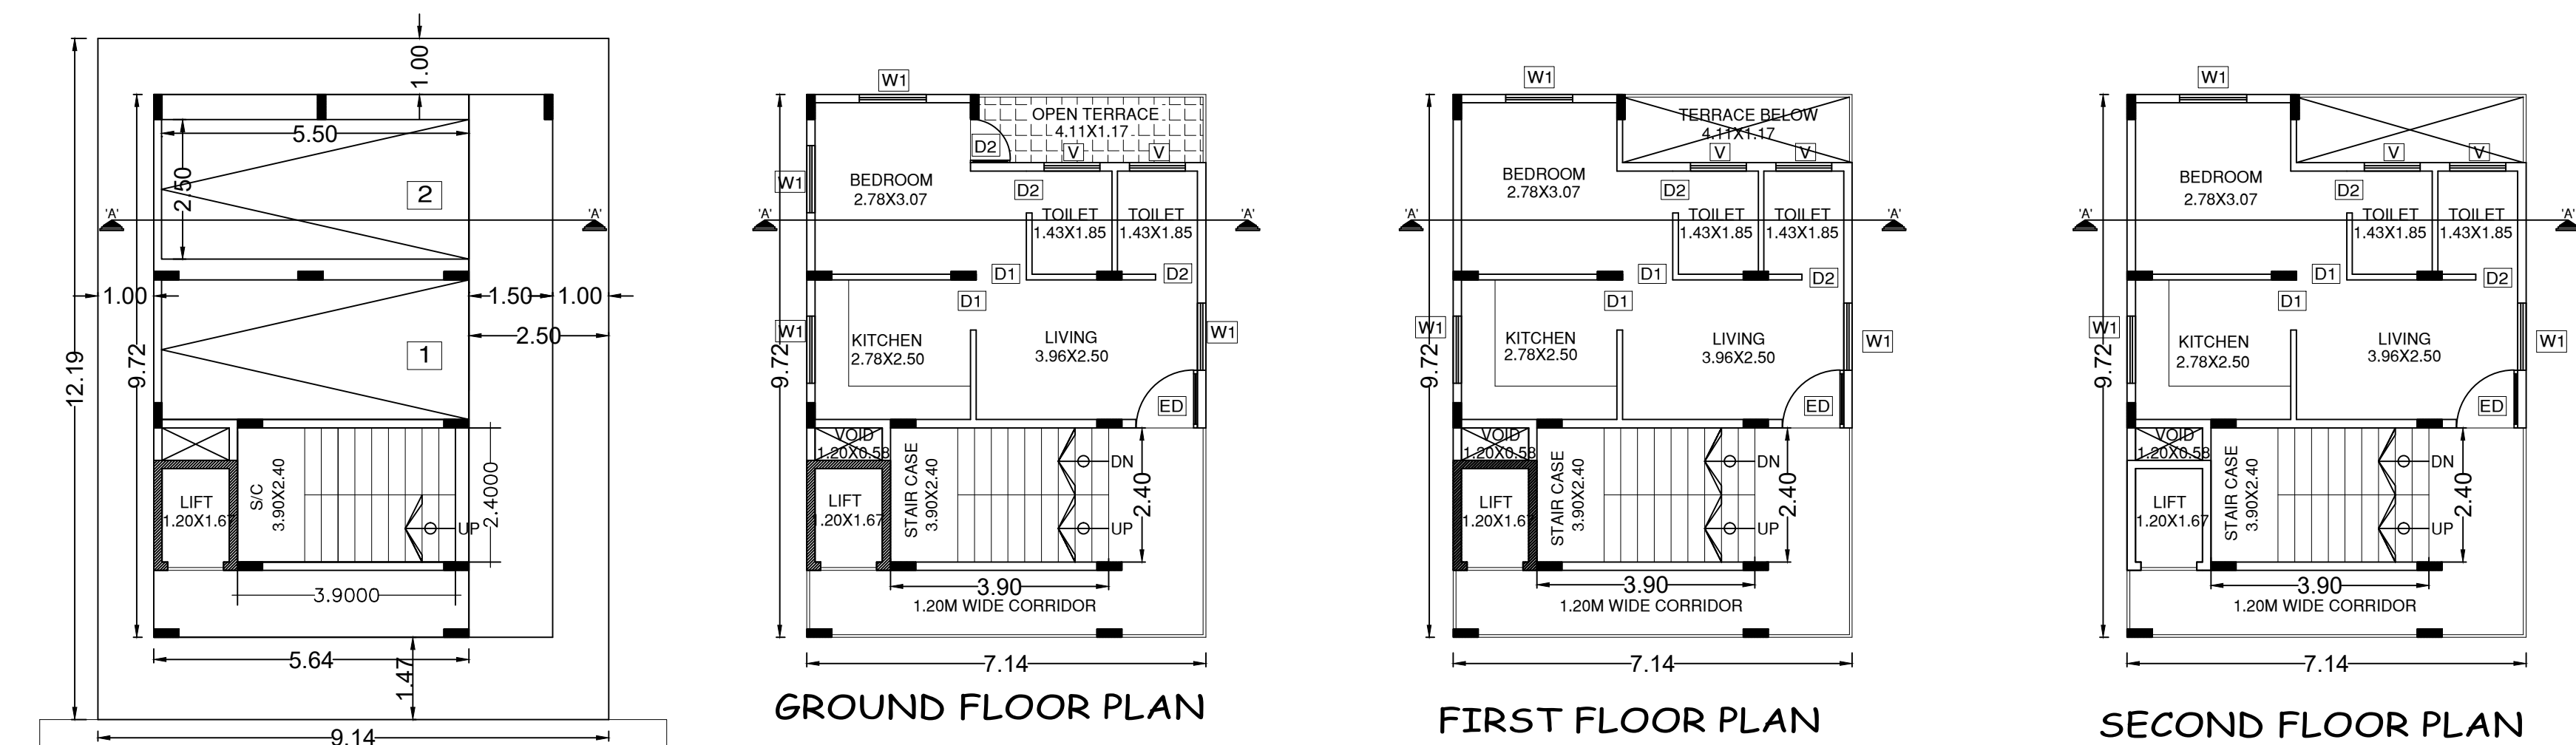 1.00
5.50
2.50
2
'A'
'A'
1.00
1.50
1.00
2.50
12.19
9.72
1
LIFT
1.20X1.67
S/C
3.90X2.40
UP
2.4000
3.9000
5.64
1.47
9.14
W1
OPEN TERRACE
4.11X1.17
D2
V
V
W1
BEDROOM
2.78X3.07
D2
'A'
TOILET
1.43X1.85
TOILET
1.43X1.85
'A'
D1
D2
D1
W1
KITCHEN
2.78X2.50
LIVING
3.96X2.50
W1
9.72
ED
VOID
1.20X0.58
LIFT
1.20X1.67
STAIR CASE
3.90X2.40
DN
UP
2.40
3.90
1.20M WIDE CORRIDOR
7.14
GROUND FLOOR PLAN
W1
TERRACE BELOW
4.11X1.17
V
V
BEDROOM
2.78X3.07
D2
'A'
TOILET
1.43X1.85
TOILET
1.43X1.85
'A'
D1
D2
D1
W1
KITCHEN
2.78X2.50
LIVING
3.96X2.50
W1
9.72
ED
VOID
1.20X0.58
LIFT
1.20X1.67
STAIR CASE
3.90X2.40
DN
UP
2.40
3.90
1.20M WIDE CORRIDOR
7.14
FIRST FLOOR PLAN
W1
V
V
BEDROOM
2.78X3.07
D2
'A'
TOILET
1.43X1.85
TOILET
1.43X1.85
'A'
D1
D2
D1
W1
KITCHEN
2.78X2.50
LIVING
3.96X2.50
W1
9.72
ED
VOID
1.20X0.58
LIFT
1.20X1.67
STAIR CASE
3.90X2.40
DN
UP
2.40
3.90
1.20M WIDE CORRIDOR
7.14
SECOND FLOOR PLAN